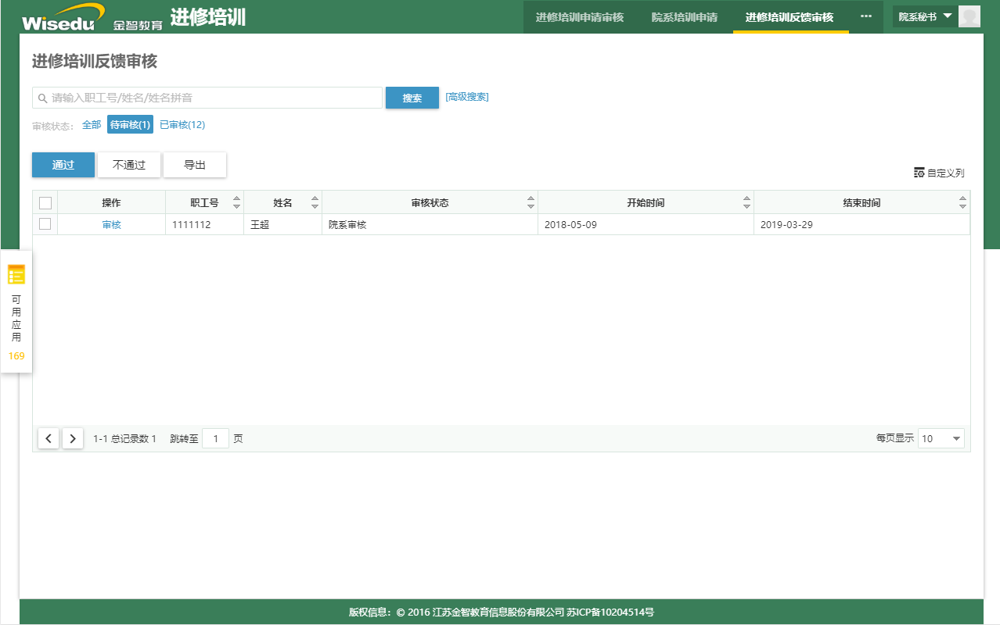 Wisedu 金智教育 进修培训 进修培训申请审核 院系培训申请 进修培训反馈审核 ••• 院系秘书
进修培训反馈审核
请输入职工号/姓名/姓名拼音 搜索 [高级搜索]
审核状态： 全部 待审核(1) 已审核(12)
通过 不通过 导出
自定义列
操作 职工号 姓名 审核状态 开始时间 结束时间
审核 1111112 王超 院系审核 2018-05-09 2019-03-29
可
用
应
用
169
1-1 总记录数 1 跳转至 1 页 每页显示 10
版权信息：© 2016 江苏金智教育信息股份有限公司 苏ICP备10204514号